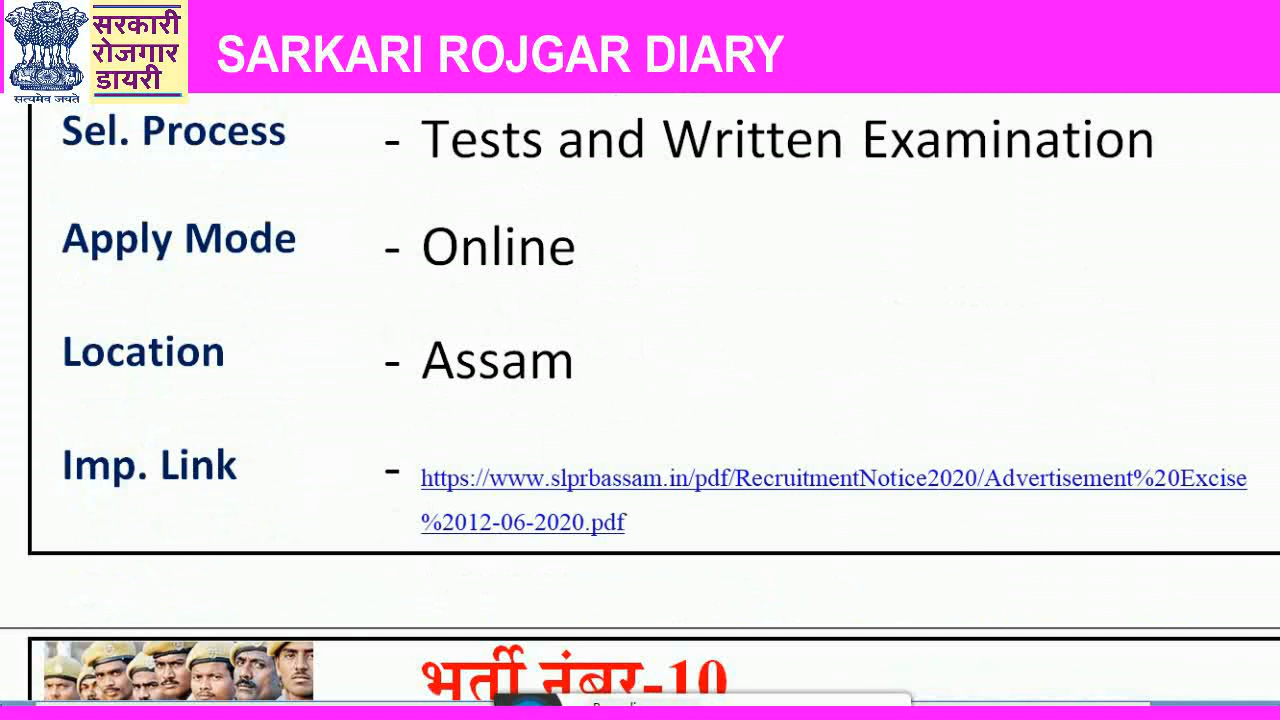 सरकारी
रोजगार
डायरी
सत्यमेव जयते
SARKARI ROJGAR DIARY
Sel. Process - Tests and Written Examination
Apply Mode - Online
Location - Assam
Imp. Link - https://www.slprbassam.in/pdf/RecruitmentNotice2020/Advertisement%20Excise
%2012-06-2020.pdf
भर्ती नंबर-10